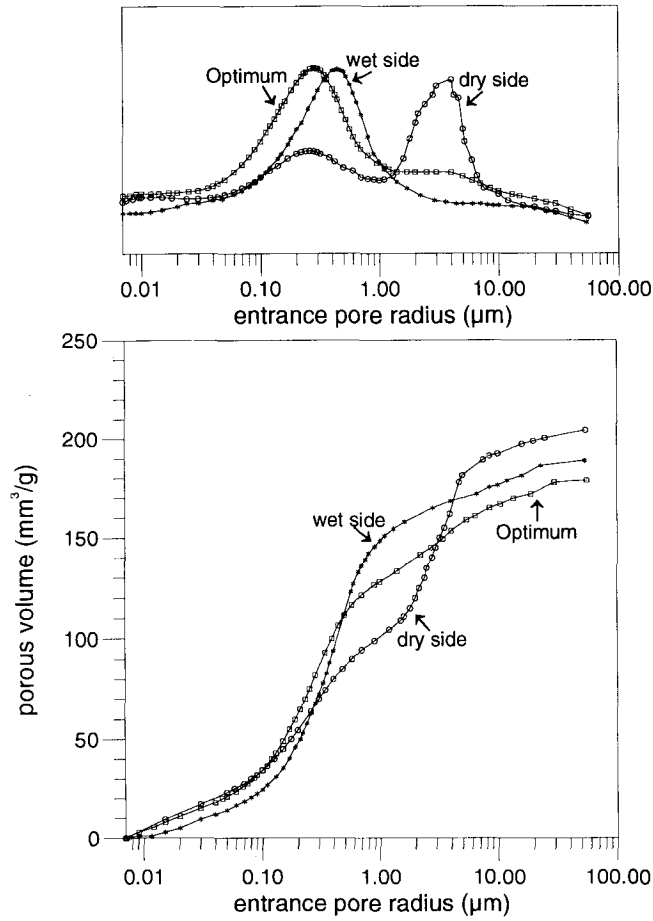 Optimum
wet side
dry side
0.01 0.10 1.00 10.00 100.00
entrance pore radius (µm)
250
200
150
100
50
0
porous volume (mm³/g)
wet side
Optimum
dry side
0.01 0.10 1.00 10.00 100.00
entrance pore radius (µm)